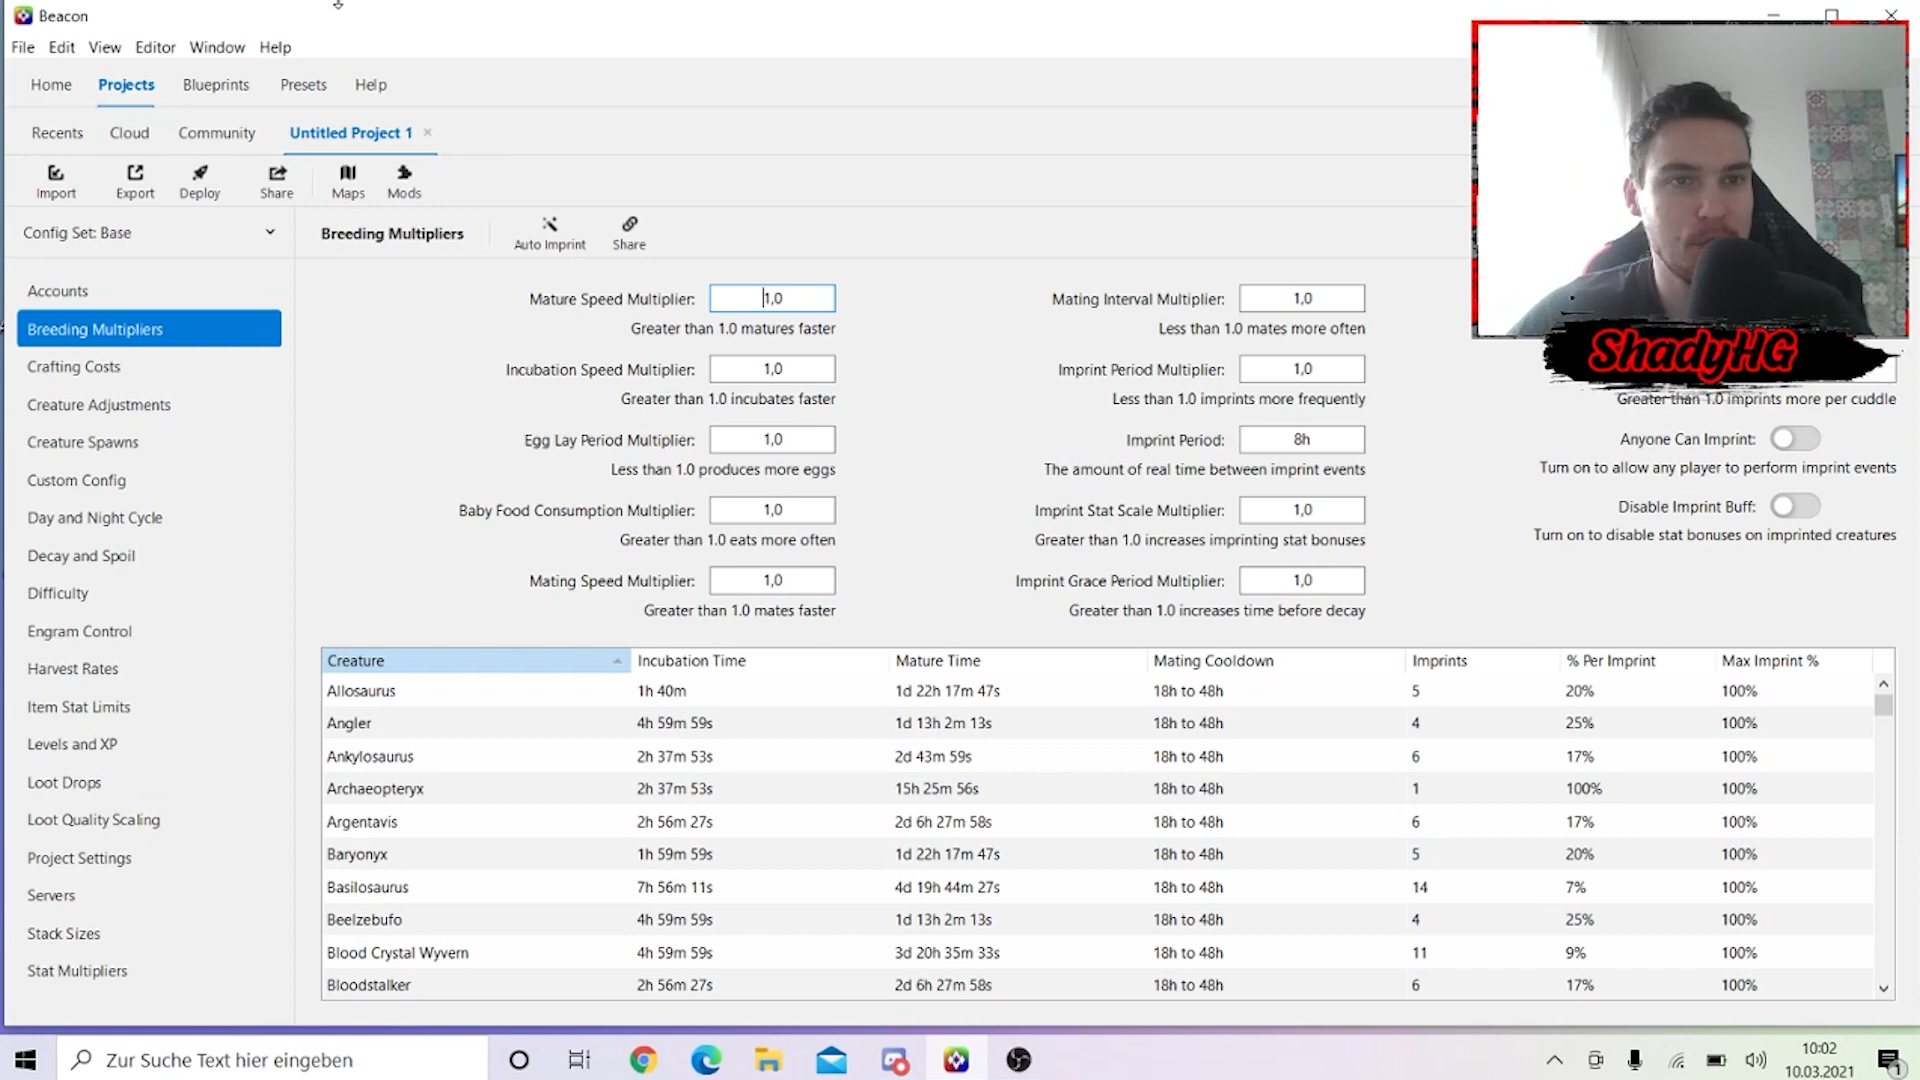 Beacon
File Edit View Editor Window Help
Home Projects Blueprints Presets Help
Recents Cloud Community Untitled Project 1 ×
Import Export Deploy Share Maps Mods
Config Set: Base
Breeding Multipliers Auto Imprint Share
Accounts
Breeding Multipliers
Crafting Costs
Creature Adjustments
Creature Spawns
Custom Config
Day and Night Cycle
Decay and Spoil
Difficulty
Engram Control
Harvest Rates
Item Stat Limits
Levels and XP
Loot Drops
Loot Quality Scaling
Project Settings
Servers
Stack Sizes
Stat Multipliers
Mature Speed Multiplier: 1,0
Greater than 1.0 matures faster
Incubation Speed Multiplier: 1,0
Greater than 1.0 incubates faster
Egg Lay Period Multiplier: 1,0
Less than 1.0 produces more eggs
Baby Food Consumption Multiplier: 1,0
Greater than 1.0 eats more often
Mating Speed Multiplier: 1,0
Greater than 1.0 mates faster
Mating Interval Multiplier: 1,0
Less than 1.0 mates more often
Imprint Period Multiplier: 1,0
Less than 1.0 imprints more frequently
Imprint Period: 8h
The amount of real time between imprint events
Imprint Stat Scale Multiplier: 1,0
Greater than 1.0 increases imprinting stat bonuses
Imprint Grace Period Multiplier: 1,0
Greater than 1.0 increases time before decay
ShadyHG
Greater than 1.0 imprints more per cuddle
Anyone Can Imprint:
Turn on to allow any player to perform imprint events
Disable Imprint Buff:
Turn on to disable stat bonuses on imprinted creatures
Creature Incubation Time Mature Time Mating Cooldown Imprints % Per Imprint Max Imprint %
Allosaurus 1h 40m 1d 22h 17m 47s 18h to 48h 5 20% 100%
Angler 4h 59m 59s 1d 13h 2m 13s 18h to 48h 4 25% 100%
Ankylosaurus 2h 37m 53s 2d 43m 59s 18h to 48h 6 17% 100%
Archaeopteryx 2h 37m 53s 15h 25m 56s 18h to 48h 1 100% 100%
Argentavis 2h 56m 27s 2d 6h 27m 58s 18h to 48h 6 17% 100%
Baryonyx 1h 59m 59s 1d 22h 17m 47s 18h to 48h 5 20% 100%
Basilosaurus 7h 56m 11s 4d 19h 44m 27s 18h to 48h 14 7% 100%
Beelzebufo 4h 59m 59s 1d 13h 2m 13s 18h to 48h 4 25% 100%
Blood Crystal Wyvern 4h 59m 59s 3d 20h 35m 33s 18h to 48h 11 9% 100%
Bloodstalker 2h 56m 27s 2d 6h 27m 58s 18h to 48h 6 17% 100%
Zur Suche Text hier eingeben
10:02
10.03.2021
1